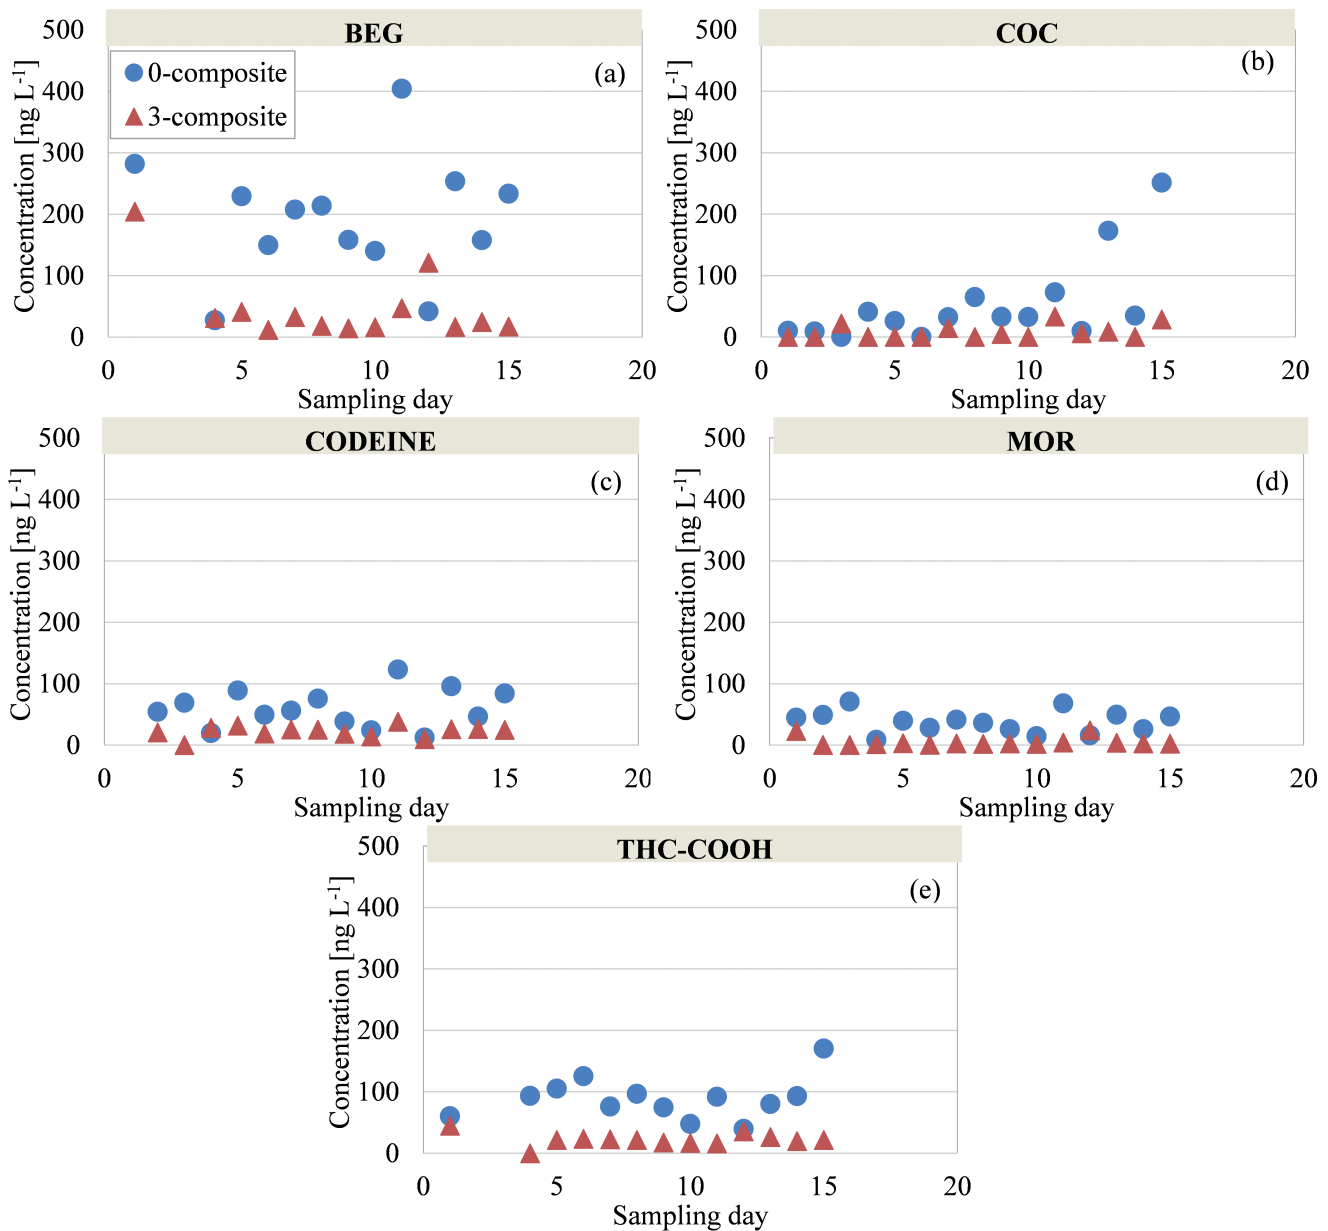 BEG
(a)
0-composite
3-composite
Concentration [ng L⁻¹]
500
400
300
200
100
0
0 5 10 15 20
Sampling day
COC
(b)
Concentration [ng L⁻¹]
500
400
300
200
100
0
0 5 10 15 20
Sampling day
CODEINE
(c)
Concentration [ng L⁻¹]
500
400
300
200
100
0
0 5 10 15 20
Sampling day
MOR
(d)
Concentration [ng L⁻¹]
500
400
300
200
100
0
0 5 10 15 20
Sampling day
THC-COOH
(e)
Concentration [ng L⁻¹]
500
400
300
200
100
0
0 5 10 15 20
Sampling day